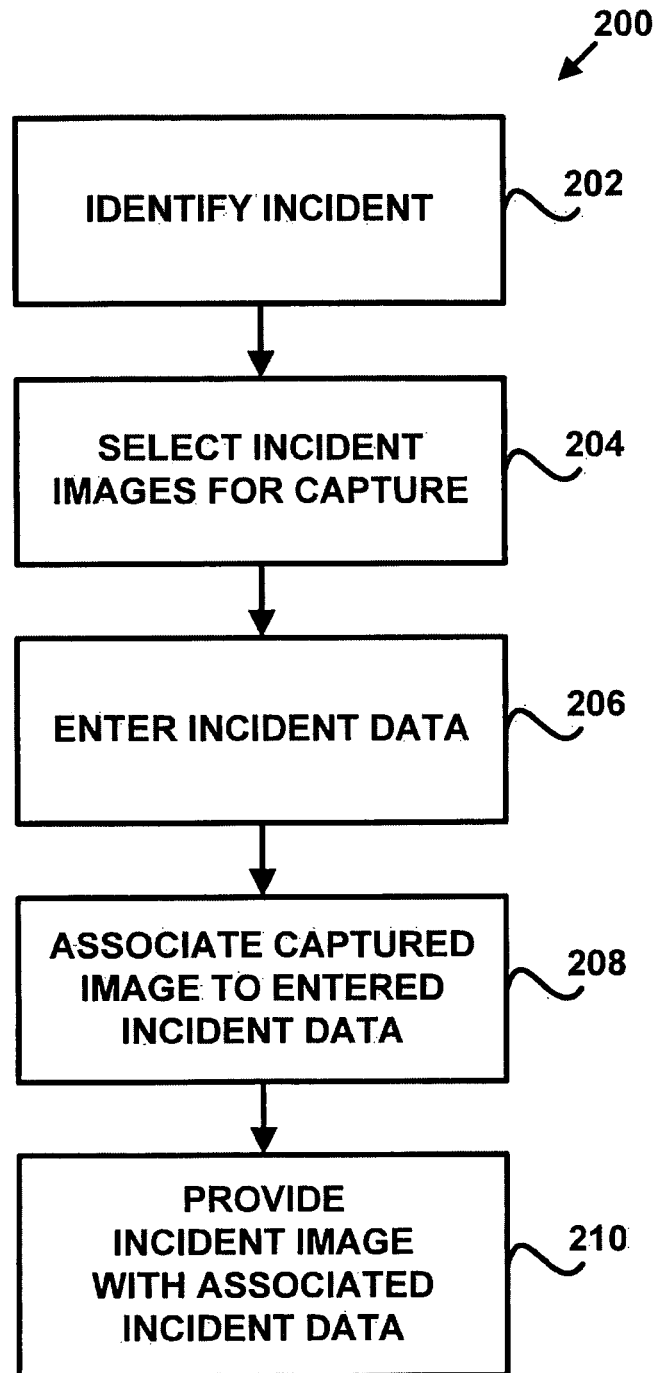 200
IDENTIFY INCIDENT
202
SELECT INCIDENT
IMAGES FOR CAPTURE
204
ENTER INCIDENT DATA
206
ASSOCIATE CAPTURED
IMAGE TO ENTERED
INCIDENT DATA
208
PROVIDE
INCIDENT IMAGE
WITH ASSOCIATED
INCIDENT DATA
210